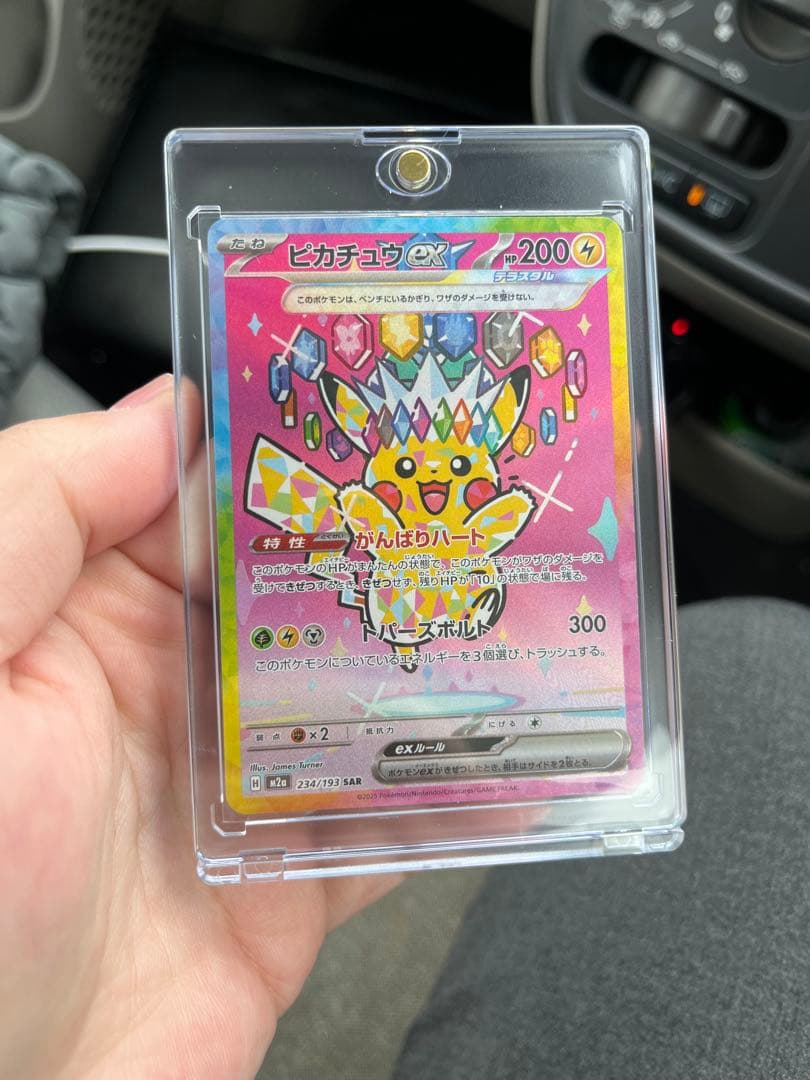 たね ピカチュウex HP 200
テラスタル
このポケモンは、ベンチにいるかぎり、ワザのダメージを受けない。
特性 とくせい がんばりハート
このポケモンのHPがまんたんの状態で、このポケモンがワザのダメージを
受けてきぜつするとき、きぜつせず、残りHPが「10」の状態で場に残る。
トパーズボルト 300
このポケモンについているエネルギーを3個選び、トラッシュする。
弱点 ×2 抵抗力 にげる
exルール
ポケモンexがきぜつしたとき、相手はサイドを2枚とる。
Illus. James Turner
H M2a 234/193 SAR
©2025 Pokémon/Nintendo/Creatures/GAME FREAK.